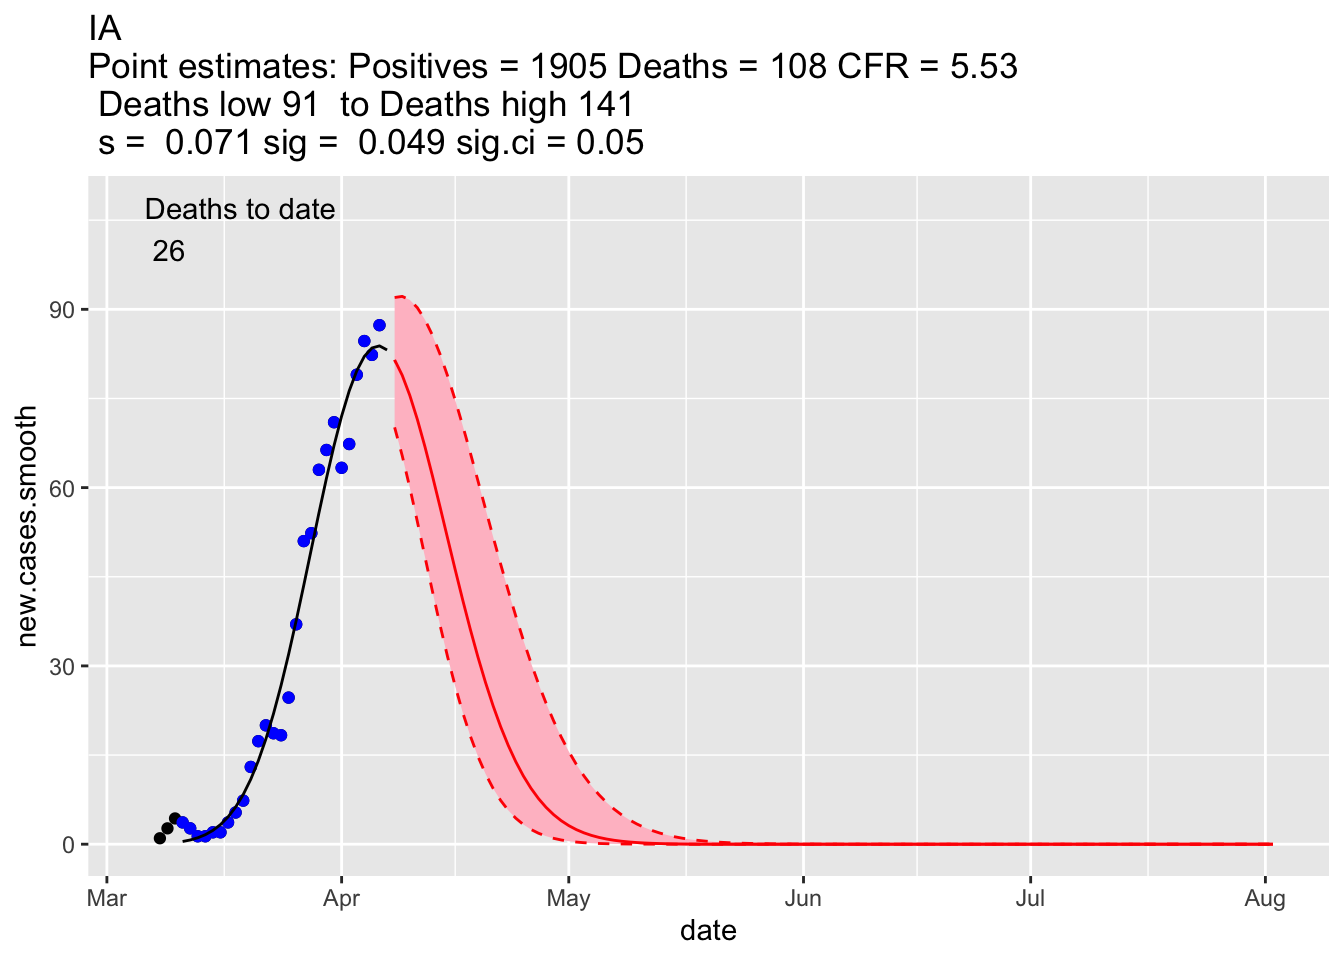 IA
Point estimates: Positives = 1905 Deaths = 108 CFR = 5.53
Deaths low 91  to Deaths high 141
s =  0.071 sig =  0.049 sig.ci = 0.05
Deaths to date
26
90
60
30
0
new.cases.smooth
Mar Apr May Jun Jul Aug
date